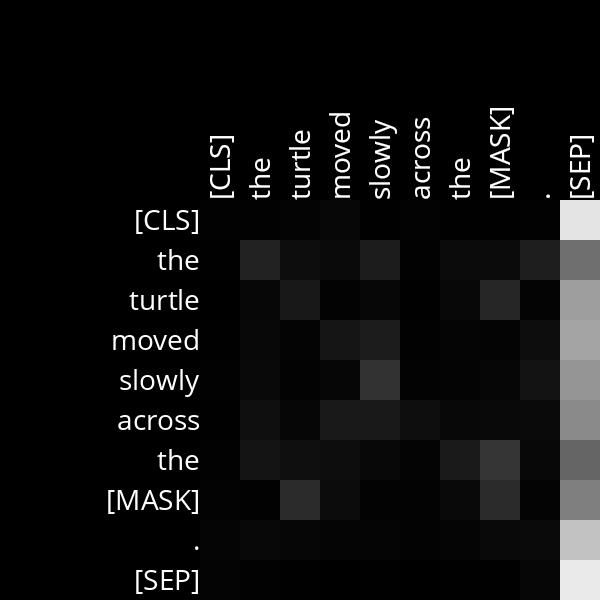 [CLS] the turtle moved slowly across the [MASK] . [SEP]
[CLS]
the
turtle
moved
slowly
across
the
[MASK]
.
[SEP]